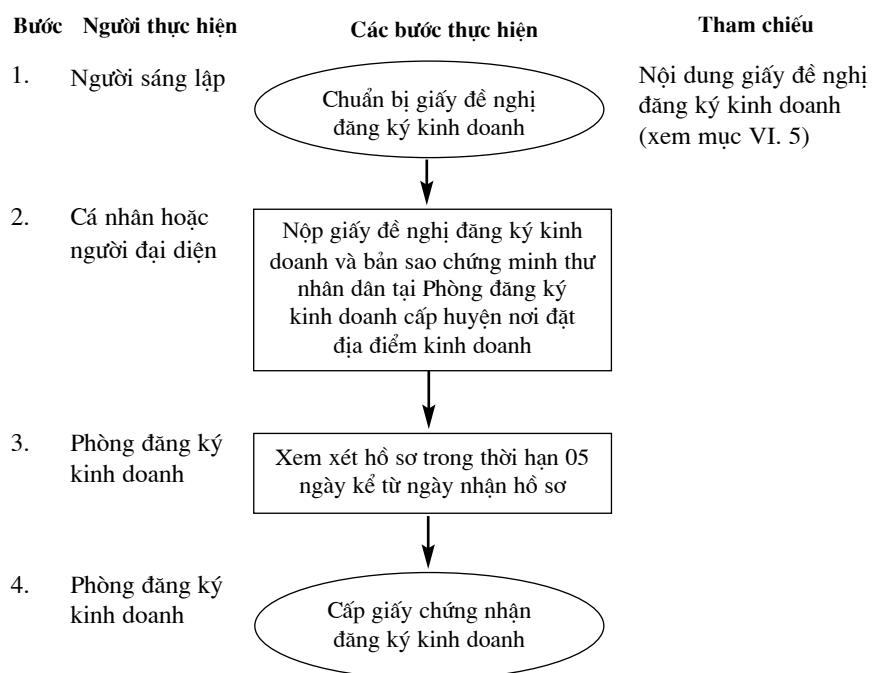 Bước Người thực hiện Các bước thực hiện Tham chiếu
1. Người sáng lập
Chuẩn bị giấy đề nghị
đăng ký kinh doanh
Nội dung giấy đề nghị
đăng ký kinh doanh
(xem mục VI. 5)
2. Cá nhân hoặc
người đại diện
Nộp giấy đề nghị đăng ký kinh
doanh và bản sao chứng minh thư
nhân dân tại Phòng đăng ký
kinh doanh cấp huyện nơi đặt
địa điểm kinh doanh
3. Phòng đăng ký
kinh doanh
Xem xét hồ sơ trong thời hạn 05
ngày kể từ ngày nhận hồ sơ
4. Phòng đăng ký
kinh doanh
Cấp giấy chứng nhận
đăng ký kinh doanh